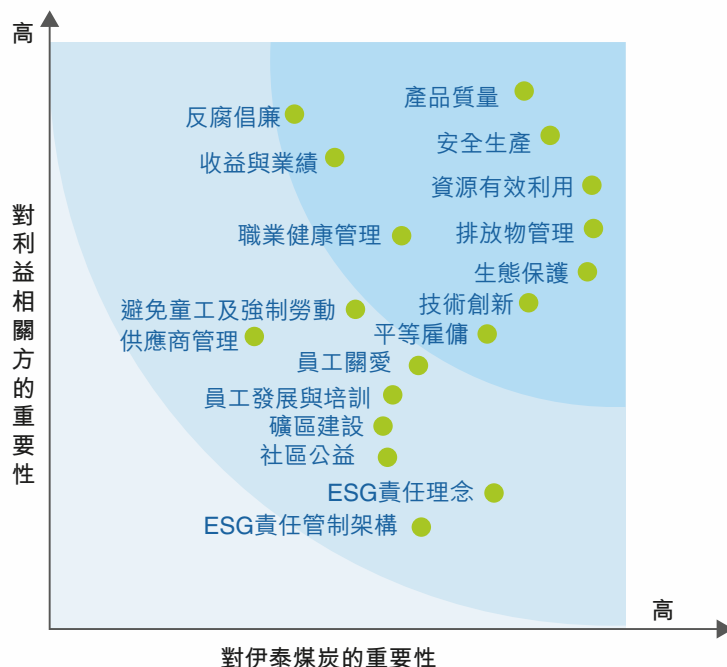 高
產品質量
反腐倡廉
安全生產
收益與業績
資源有效利用
對利益相關方的重要性
職業健康管理
排放物管理
生態保護
避免童工及強制勞動
技術創新
供應商管理
平等雇傭
員工關愛
員工發展與培訓
礦區建設
社區公益
ESG責任理念
ESG責任管制架構
高
對伊泰煤炭的重要性